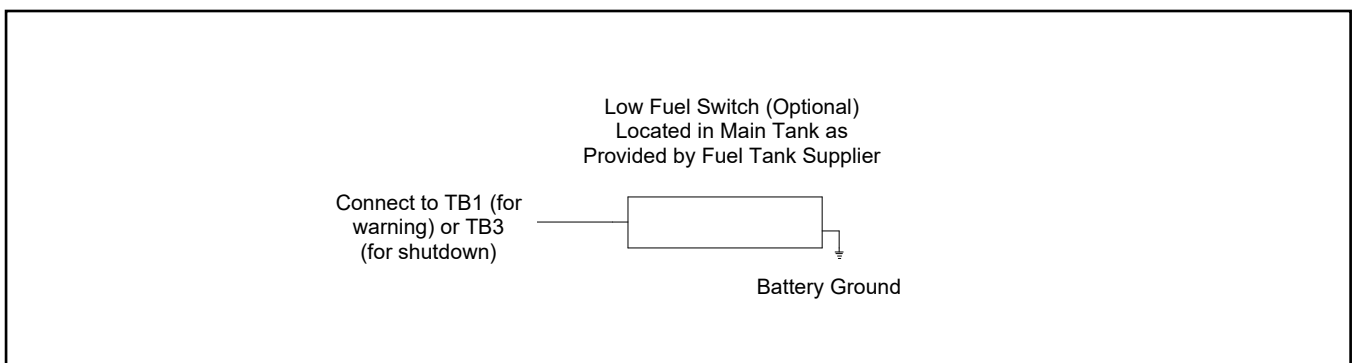 Low Fuel Switch (Optional)
Located in Main Tank as
Provided by Fuel Tank Supplier
Connect to TB1 (for
warning) or TB3
(for shutdown)
Battery Ground